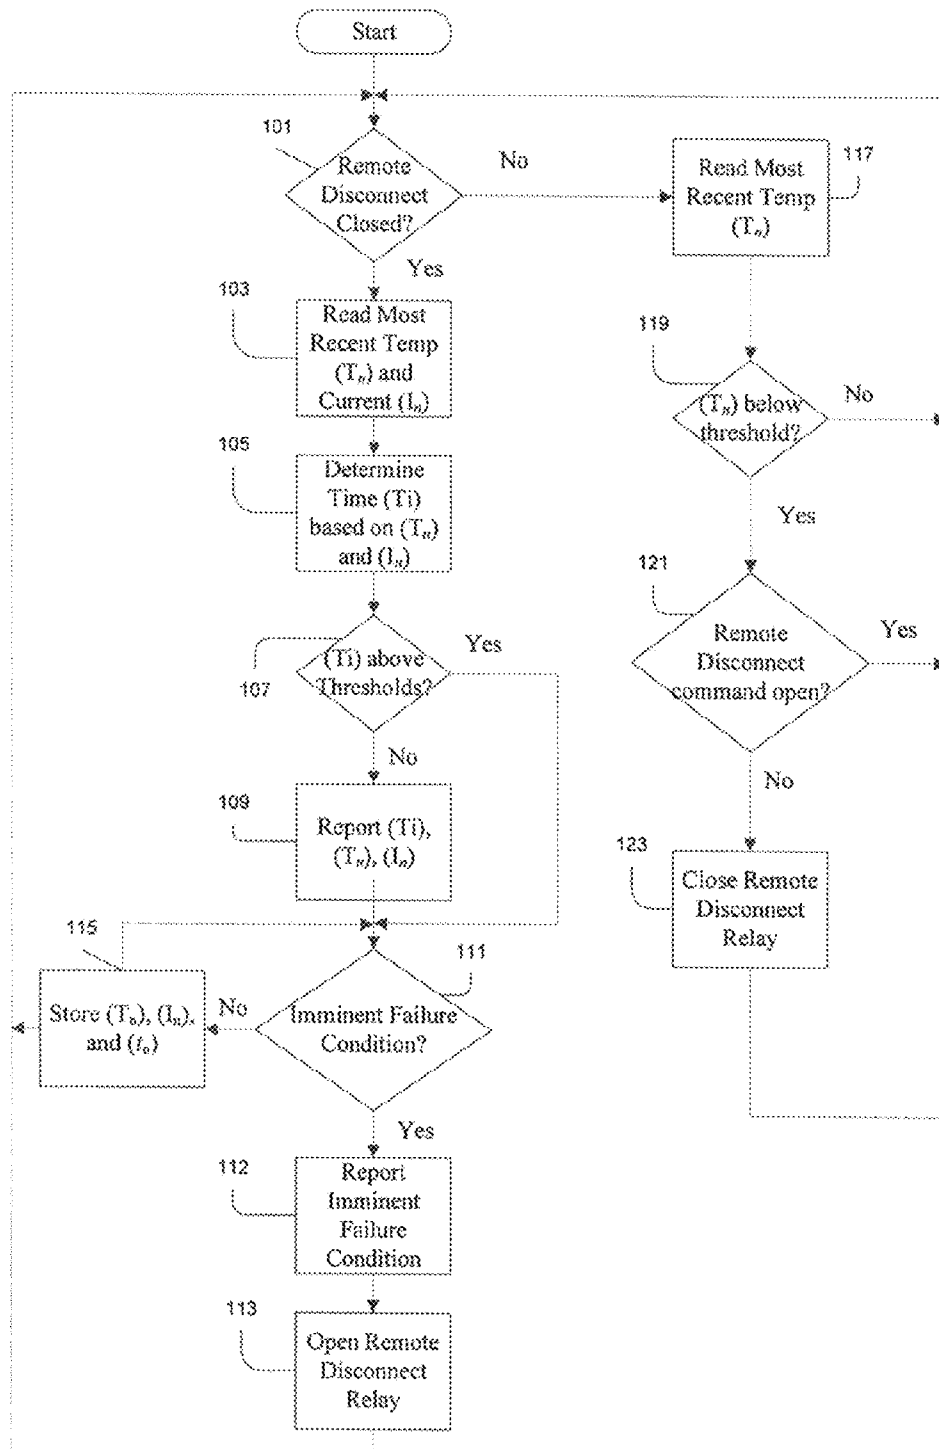 Start
101
Remote
Disconnect
Closed?
No
Yes
Read Most
Recent Temp
(Tn)
117
103
Read Most
Recent Temp
(Tn) and
Current (In)
119
(Tn) below
threshold?
No
Yes
105
Determine
Time (Ti)
based on (Tn)
and (In)
121
Remote
Disconnect
command open?
Yes
No
107
(Ti) above
Thresholds?
Yes
No
109
Report (Ti),
(Tn), (In)
123
Close Remote
Disconnect
Relay
115
Store (Tn), (In),
and (tn)
No
111
Imminent Failure
Condition?
Yes
112
Report
Imminent
Failure
Condition
113
Open Remote
Disconnect
Relay